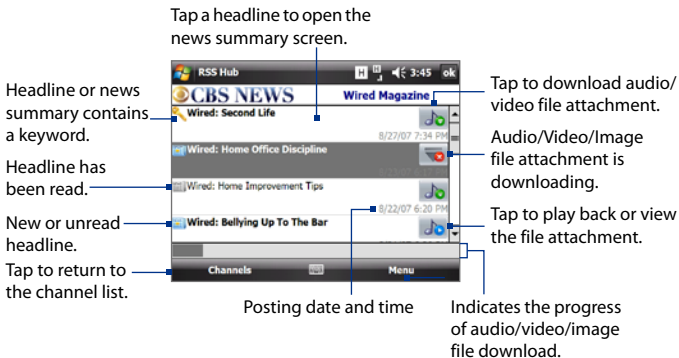 Tap a headline to open the
news summary screen.
RSS Hub
H
H
3:45
ok
CBS NEWS
Wired Magazine
Wired: Second Life
8/27/07 7:34 PM
Wired: Home Office Discipline
Wired: Home Improvement Tips
8/22/07 6:20 PM
Wired: Bellying Up To The Bar
Channels
Menu
Headline or news
summary contains
a keyword.
Headline has
been read.
New or unread
headline.
Tap to return to
the channel list.
Tap to download audio/
video file attachment.
Audio/Video/Image
file attachment is
downloading.
Tap to play back or view
the file attachment.
Posting date and time
Indicates the progress
of audio/video/image
file download.